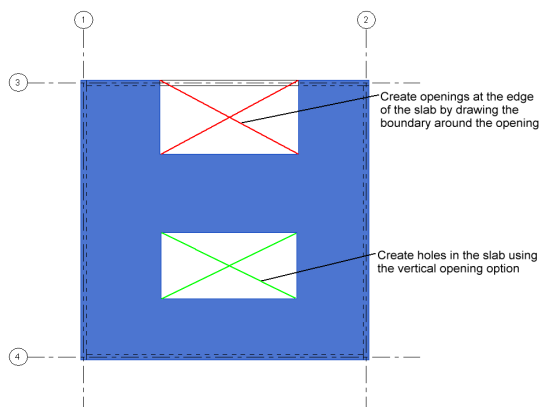 1
2
3
Create openings at the edge
of the slab by drawing the
boundary around the opening
Create holes in the slab using
the vertical opening option
4